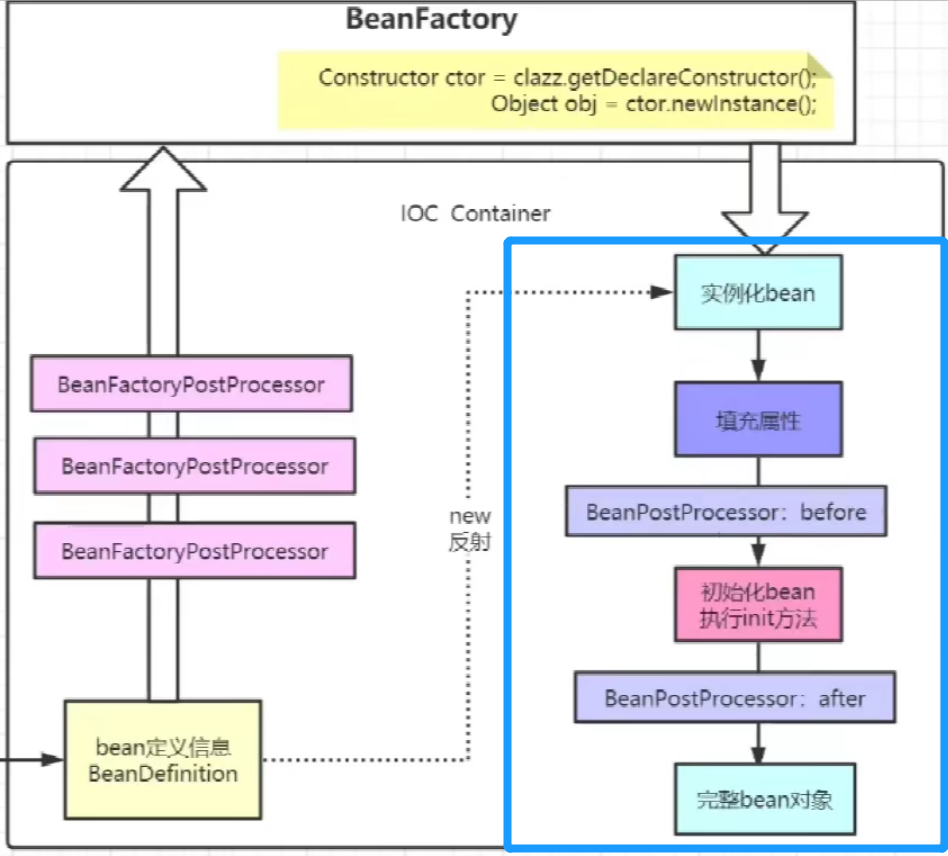 BeanFactory
Constructor ctor = clazz.getDeclareConstructor();
Object obj = ctor.newInstance();
IOC Container
实例化bean
填充属性
BeanFactoryPostProcessor
BeanFactoryPostProcessor
BeanFactoryPostProcessor
new
反射
BeanPostProcessor：before
初始化bean
执行init方法
BeanPostProcessor：after
bean定义信息
BeanDefinition
完整bean对象